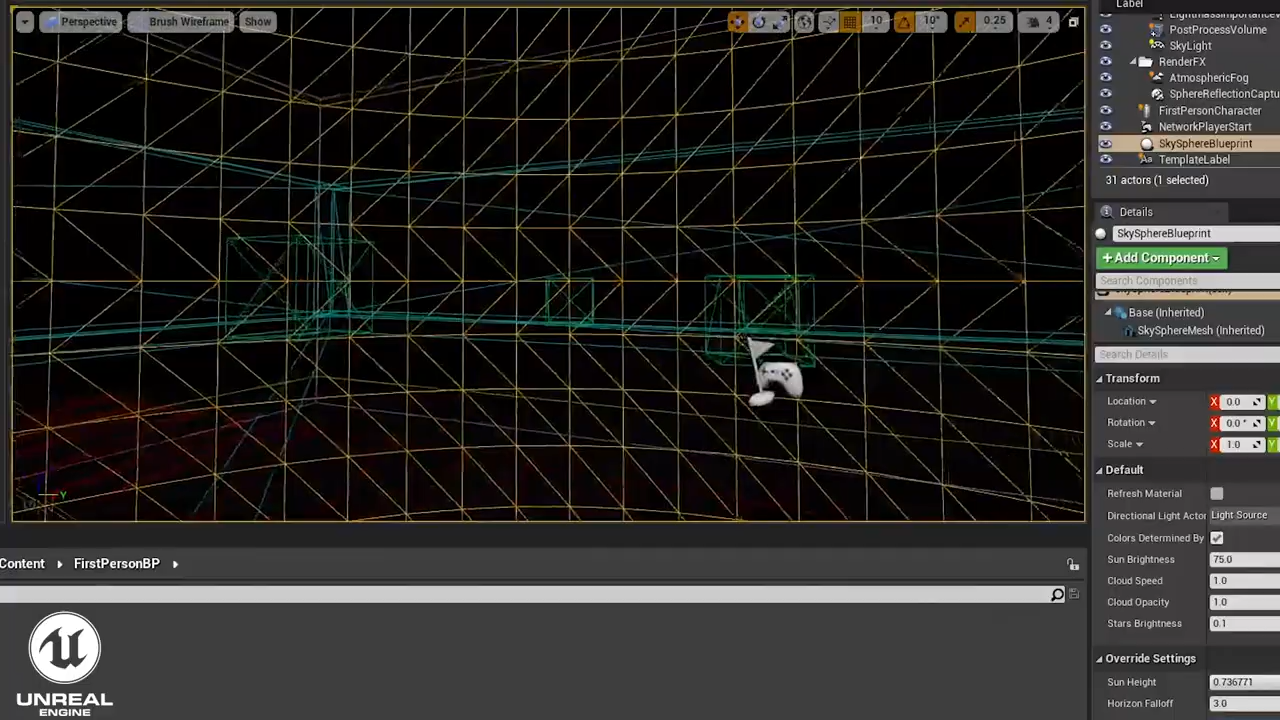 Perspective
Brush Wireframe
Show
10
10°
0.25
4
Label
LightmassImportance
PostProcessVolume
SkyLight
RenderFX
AtmosphericFog
SphereReflectionCaptu
FirstPersonCharacter
NetworkPlayerStart
SkySphereBlueprint
TemplateLabel
31 actors (1 selected)
Details
SkySphereBlueprint
+Add Component
Search Components
Base (Inherited)
SkySphereMesh (Inherited)
Search Details
Transform
Location X 0.0 Y
Rotation X 0.0° Y
Scale X 1.0 Y
Default
Refresh Material
Directional Light Actor Light Source
Colors Determined By
Sun Brightness 75.0
Cloud Speed 1.0
Cloud Opacity 1.0
Stars Brightness 0.1
Override Settings
Sun Height 0.736771
Horizon Falloff 3.0
Y
Content
FirstPersonBP
UNREAL
ENGINE